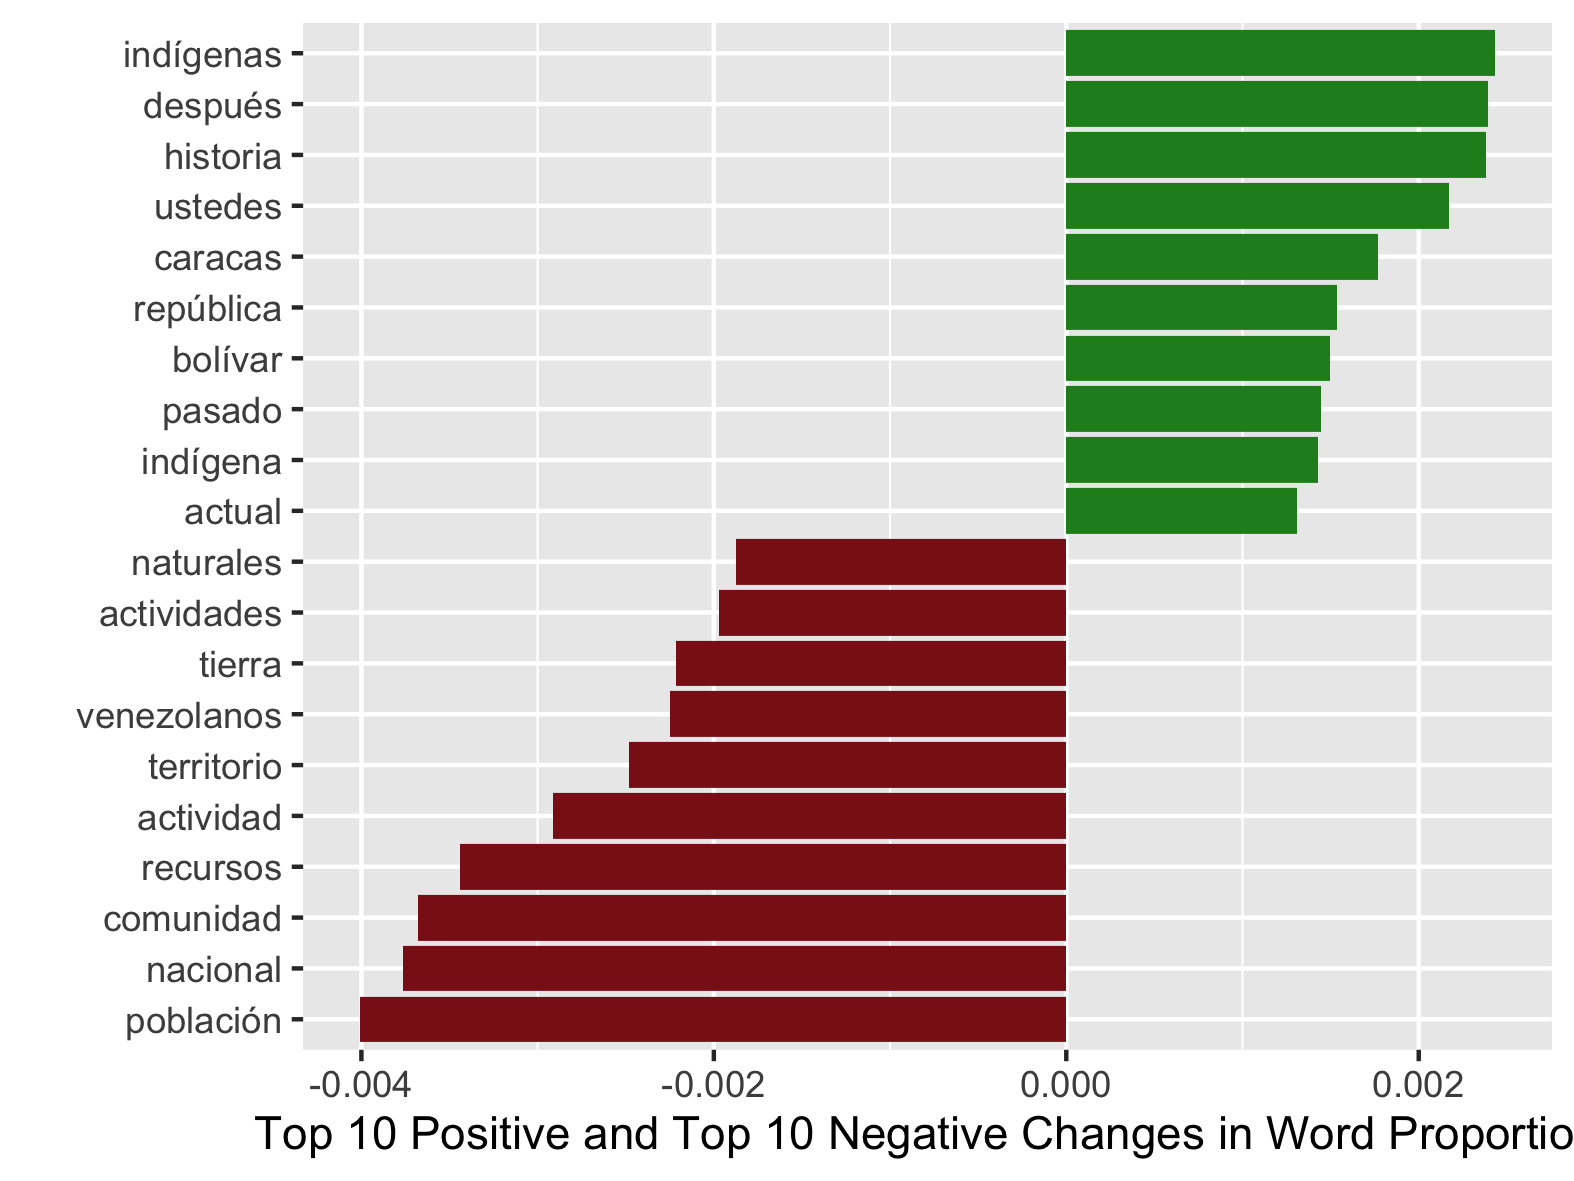 indígenas
después
historia
ustedes
caracas
república
bolívar
pasado
indígena
actual
naturales
actividades
tierra
venezolanos
territorio
actividad
recursos
comunidad
nacional
población
-0.004 -0.002 0.000 0.002
Top 10 Positive and Top 10 Negative Changes in Word Proportio